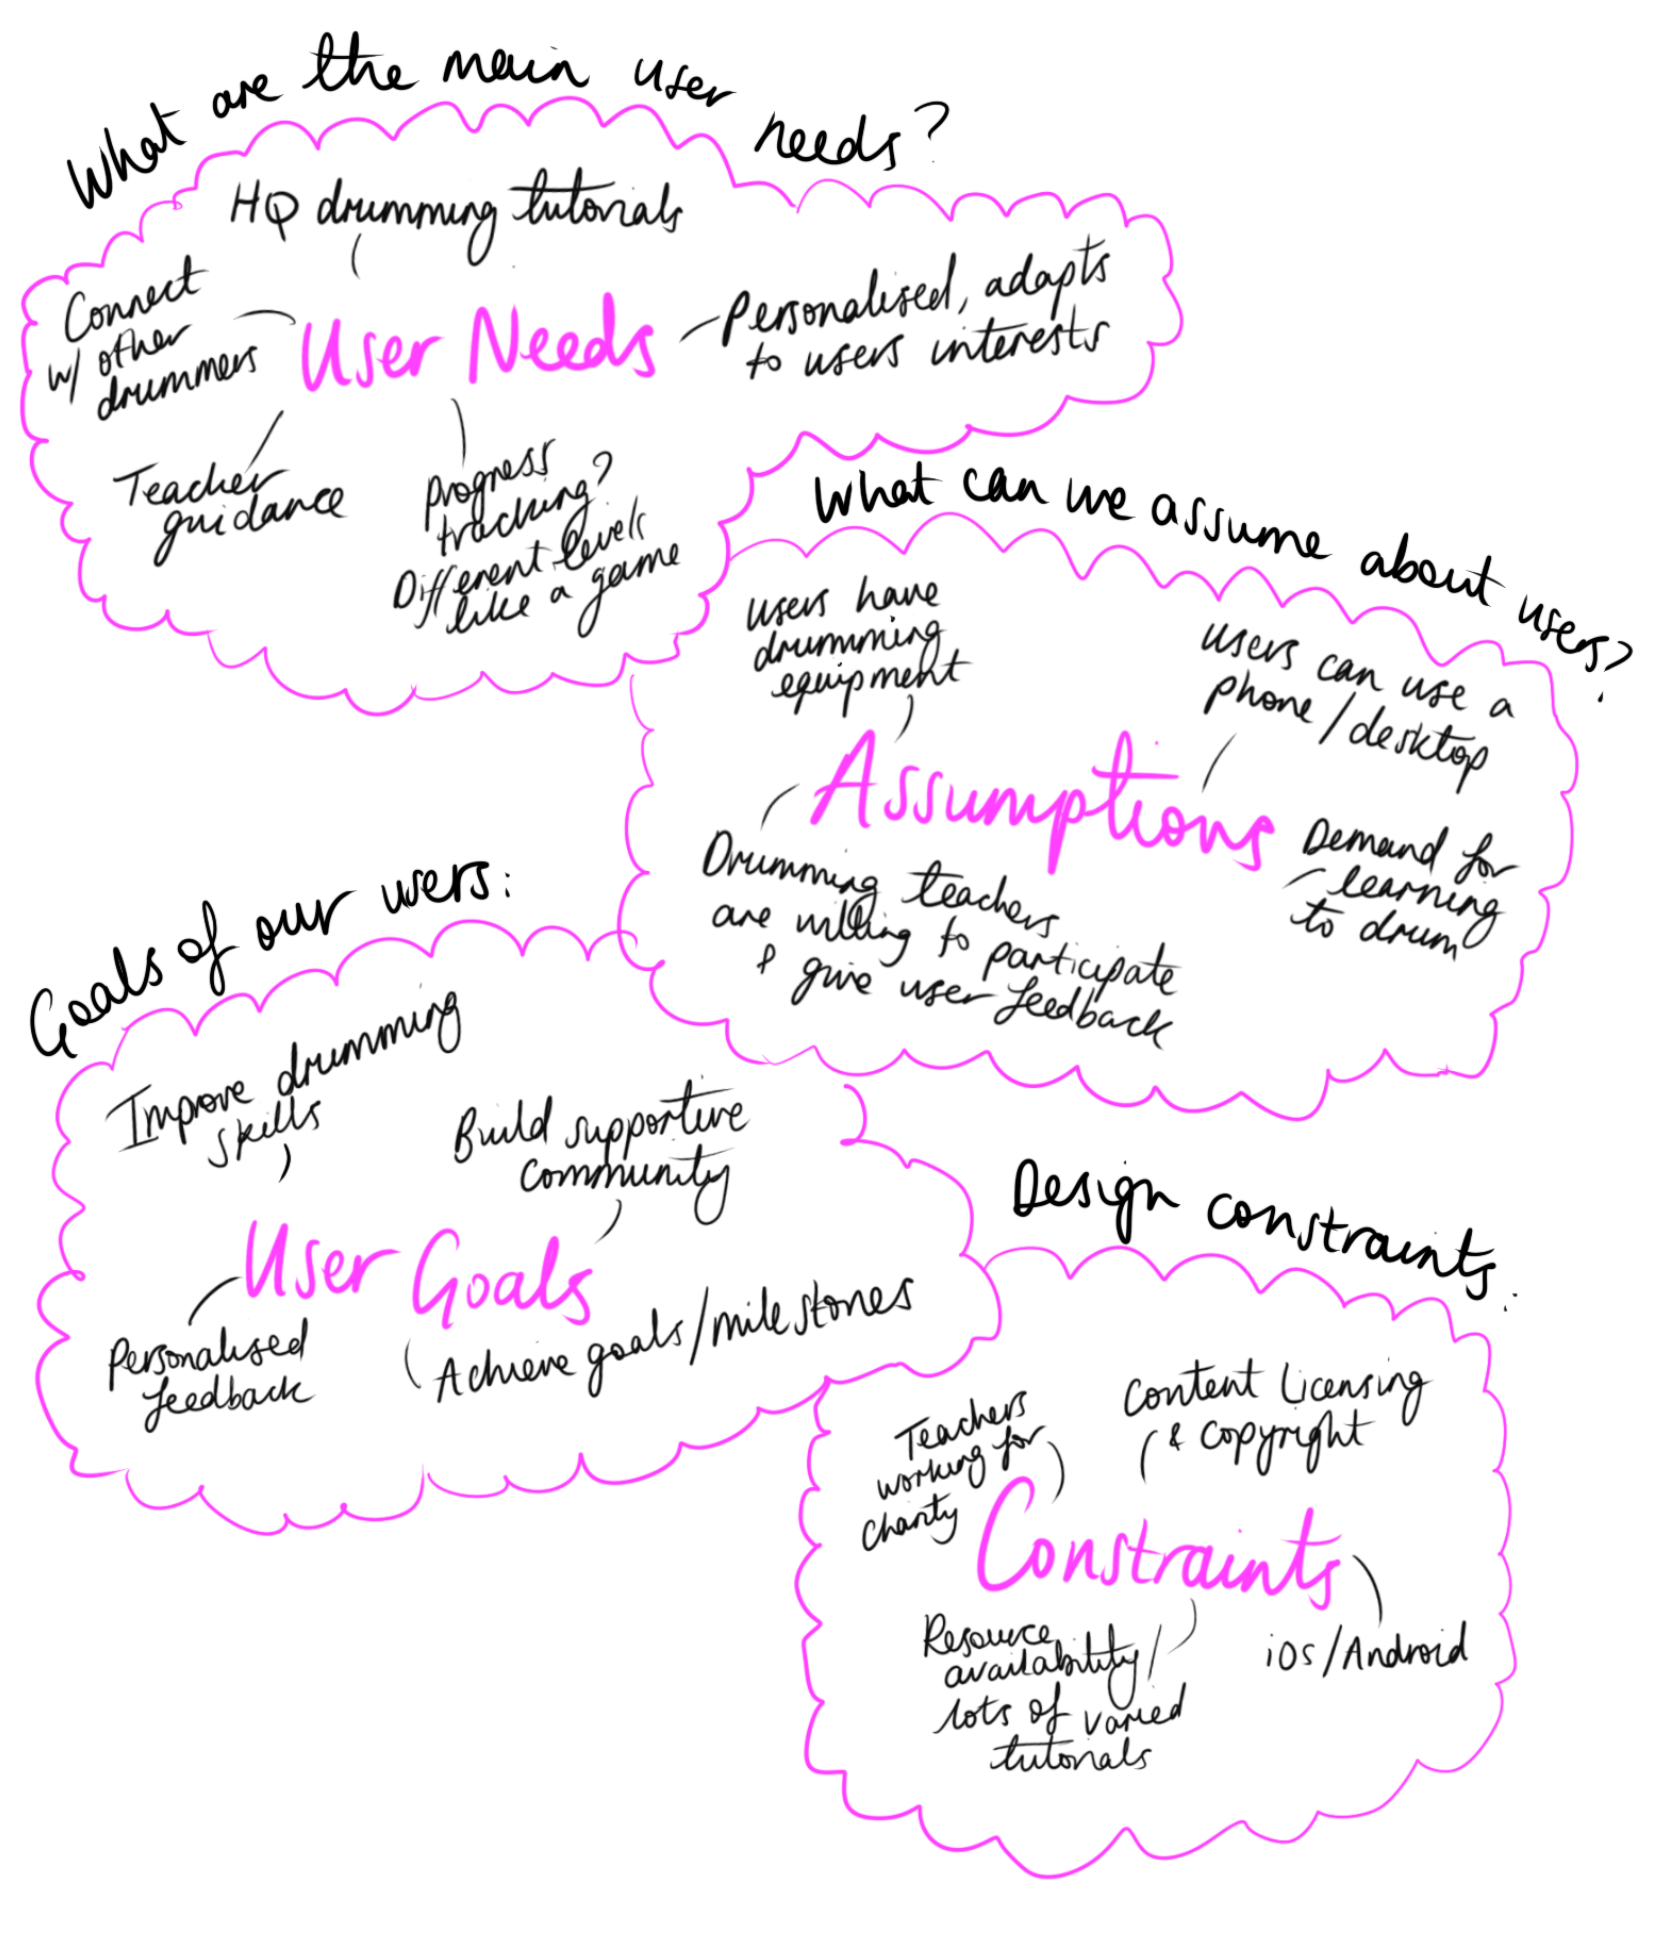 What are the main user needs?
HQ drumming tutorials
Connect
w/ other
drummers
User Needs
Personalised, adapts
to users interests
Teacher
guidance
Progress
tracking?
Different levels
like a game
What can we assume about users?
Users have
drumming
equipment
Users can use a
phone/desktop
Assumptions
Drumming teachers
are willing to participate
& give user feedback
Demand for
learning
to drum
Goals of our users:
Improve drumming
skills
Build supportive
community
User Goals
Personalised
feedback
Achieve goals/milestones
Design constraints:
Teachers
working for
charity
Content Licensing
& copyright
Constraints
Resource
availability/
lots of varied
tutorials
iOS/Android